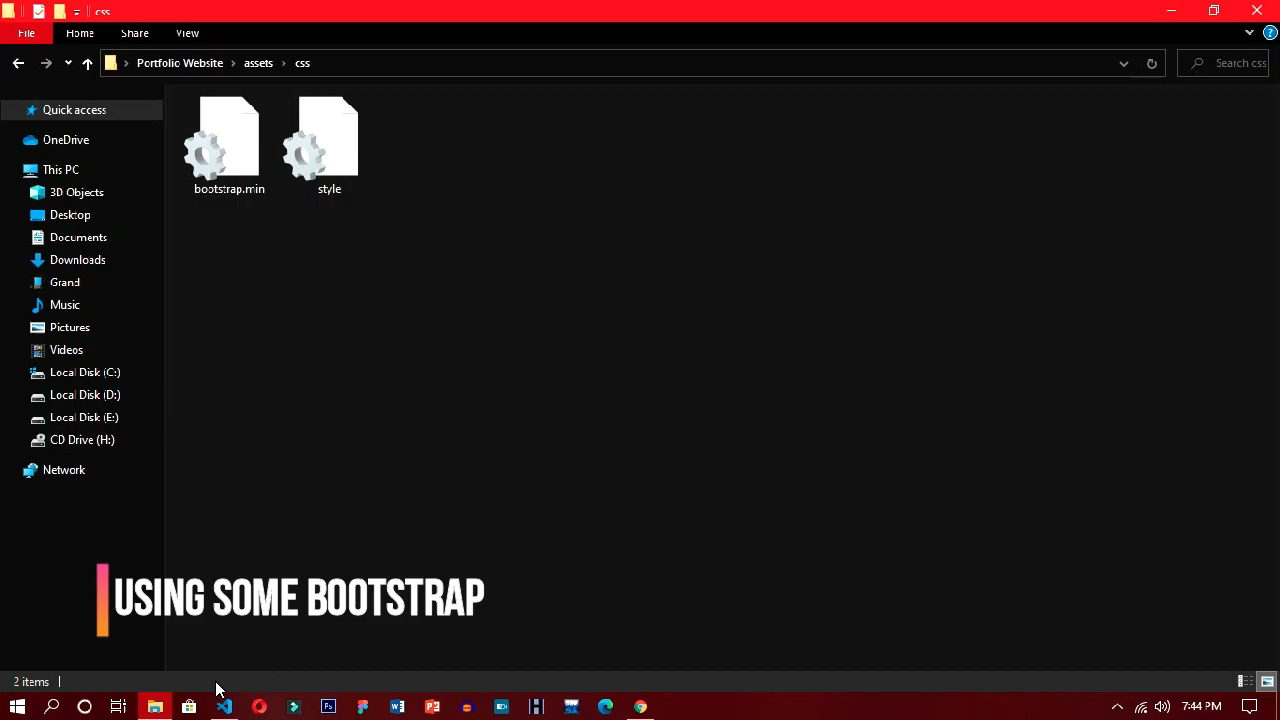 css
File Home Share View
Portfolio Website assets css
Search css
Quick access
OneDrive
This PC
3D Objects
Desktop
Documents
Downloads
Grand
Music
Pictures
Videos
Local Disk (C:)
Local Disk (D:)
Local Disk (E:)
CD Drive (H:)
Network
bootstrap.min style
USING SOME BOOTSTRAP
2 items
7:44 PM